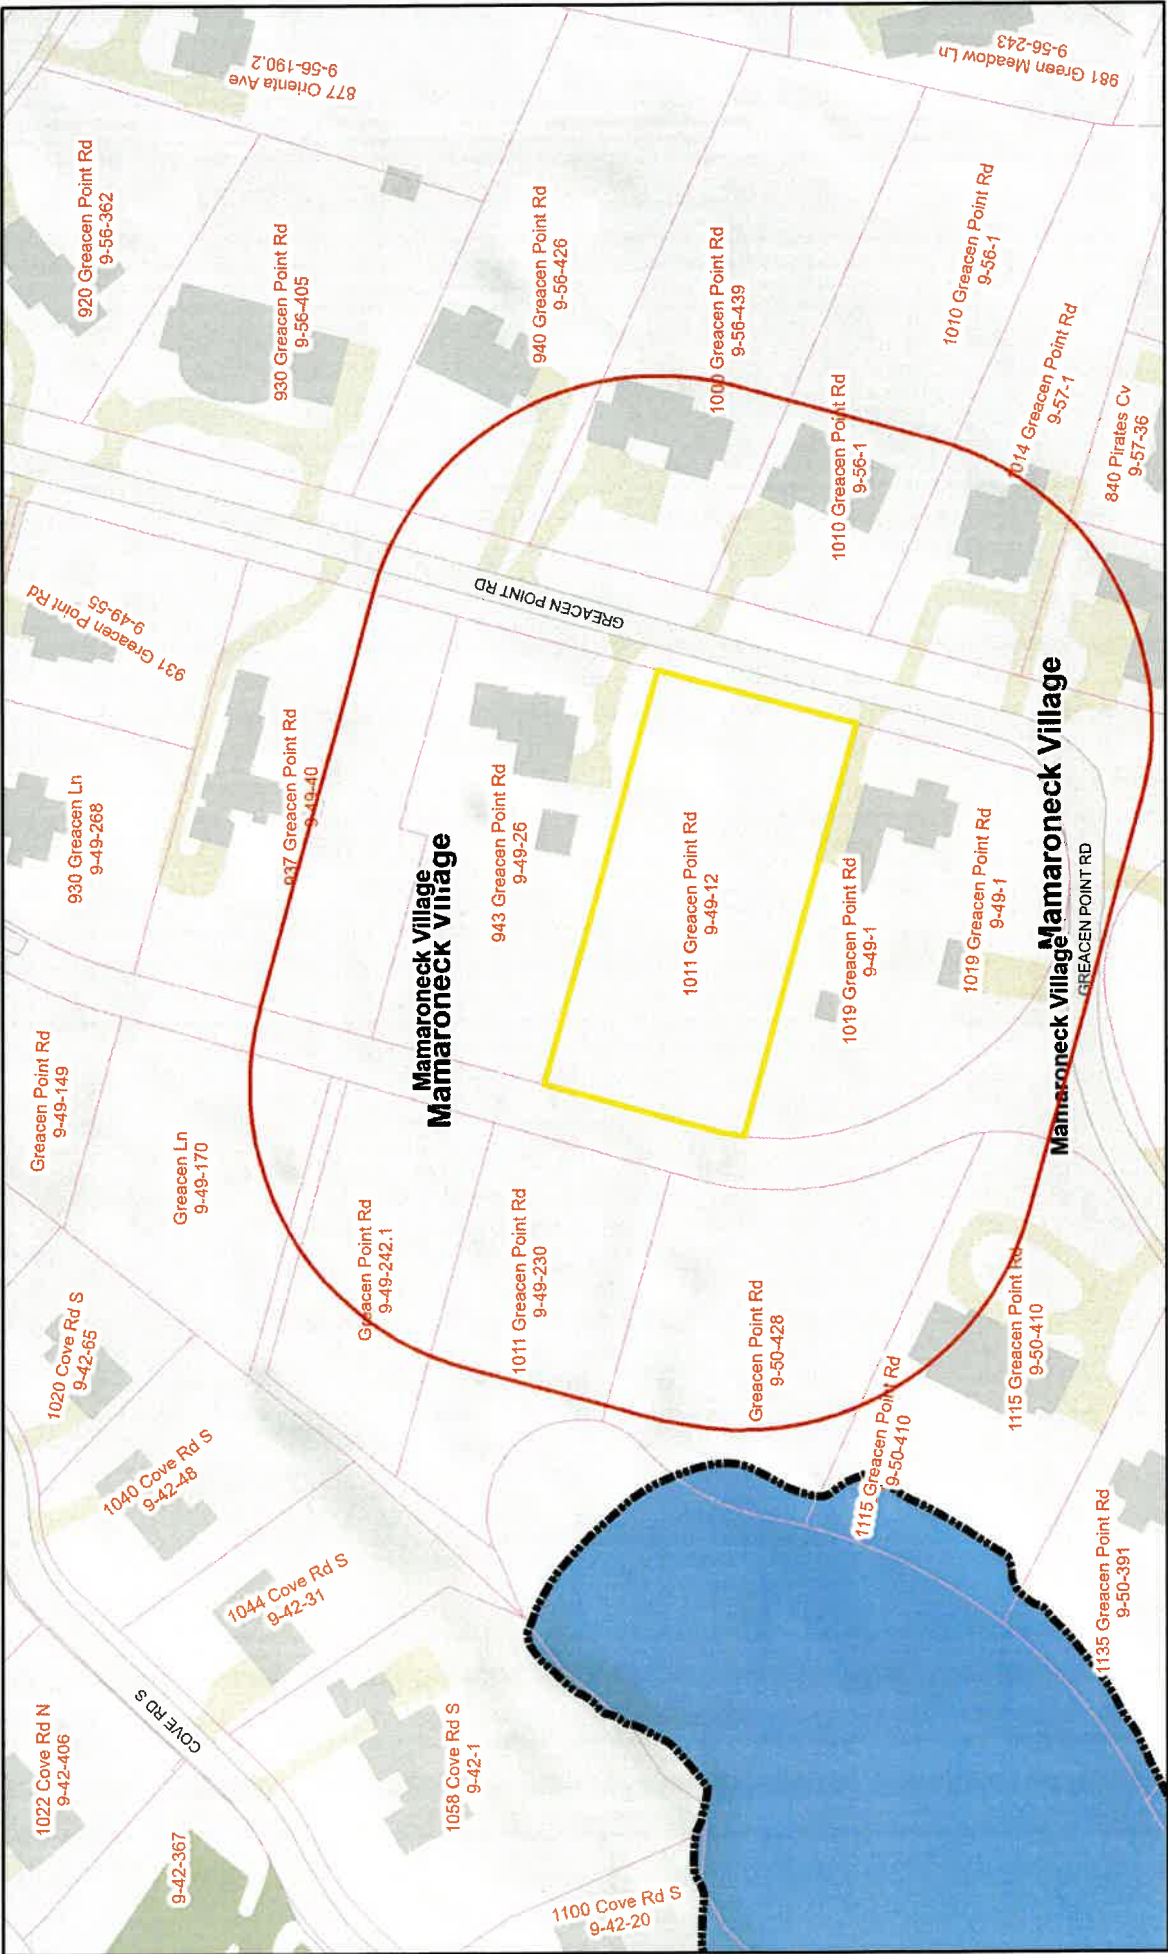 1022 Cove Rd N
9-42-406
9-42-367
COVE RD S
1020 Cove Rd S
9-42-65
1040 Cove Rd S
9-42-48
1044 Cove Rd S
9-42-31
1058 Cove Rd S
9-42-1
1100 Cove Rd S
9-42-20
Greacen Point Rd
9-49-149
Greacen Ln
9-49-170
Greacen Point Rd
9-49-242.1
1011 Greacen Point Rd
9-49-230
Greacen Point Rd
9-50-428
1115 Greacen Point Rd
9-50-410
1115 Greacen Point Rd
9-50-410
1135 Greacen Point Rd
9-50-391
930 Greacen Ln
9-49-268
931 Greacen Point Rd
9-49-55
937 Greacen Point Rd
9-49-40
Mamaroneck Village
Mamaroneck Village
943 Greacen Point Rd
9-49-26
1011 Greacen Point Rd
9-49-12
1019 Greacen Point Rd
9-49-1
1019 Greacen Point Rd
9-49-1
Mamaroneck Village
Mamaroneck Village
GREACEN POINT RD
GREACEN POINT RD
920 Greacen Point Rd
9-56-362
877 Orienta Ave
9-56-190.2
930 Greacen Point Rd
9-56-405
940 Greacen Point Rd
9-56-426
1000 Greacen Point Rd
9-56-439
1010 Greacen Point Rd
9-56-1
1010 Greacen Point Rd
9-56-1
981 Green Meadow Ln
9-56-243
1014 Greacen Point Rd
9-57-1
840 Pirates Cv
9-57-36